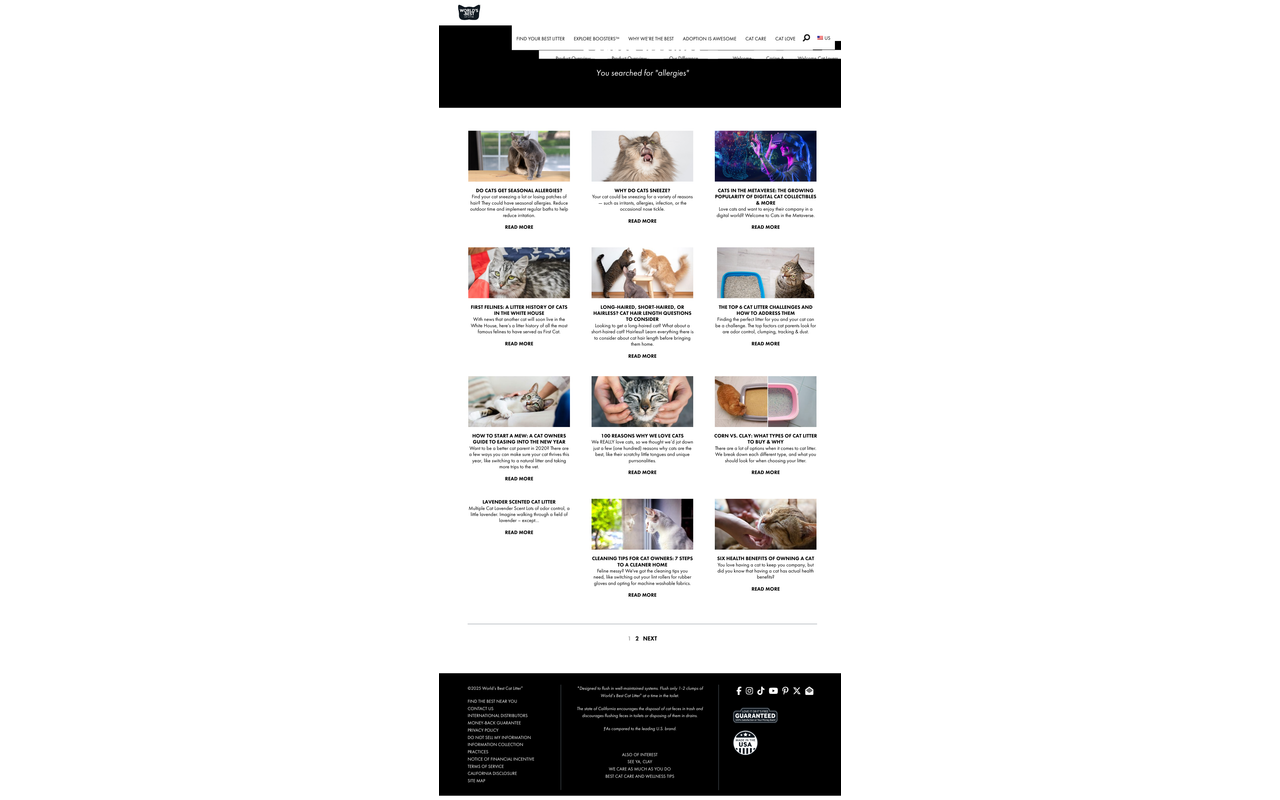 WORLD'S
BEST
FIND YOUR BEST LITTER
EXPLORE BOOSTERS™
WHY WE'RE THE BEST
ADOPTION IS AWESOME
CAT CARE
CAT LOVE
US
You searched for "allergies"
DO CATS GET SEASONAL ALLERGIES?
Find your cat sneezing a lot or losing patches of
hair? They could have seasonal allergies. Reduce
outdoor time and implement regular baths to help
reduce irritation.
READ MORE
WHY DO CATS SNEEZE?
Your cat could be sneezing for a variety of reasons
— such as irritants, allergies, infection, or the
occasional nose tickle.
READ MORE
CATS IN THE METAVERSE: THE GROWING
POPULARITY OF DIGITAL CAT COLLECTIBLES
& MORE
Love cats and want to enjoy their company in a
digital world? Welcome to Cats in the Metaverse.
READ MORE
FIRST FELINES: A LITTER HISTORY OF CATS
IN THE WHITE HOUSE
With news that another cat will soon live in the
White House, here's a litter history of all the most
famous felines to have served as First Cat.
READ MORE
LONG-HAIRED, SHORT-HAIRED, OR
HAIRLESS? CAT HAIR LENGTH QUESTIONS
TO CONSIDER
Looking to get a long-haired cat? What about a
short-haired cat? Hairless? Learn everything there is
to consider about cat hair length before bringing
them home.
READ MORE
THE TOP 6 CAT LITTER CHALLENGES AND
HOW TO ADDRESS THEM
Finding the perfect litter for you and your cat can
be a challenge. The top factors cat parents look for
are odor control, clumping, tracking & dust.
READ MORE
HOW TO START A MEW: A CAT OWNERS
GUIDE TO EASING INTO THE NEW YEAR
Want to be a better cat parent in 2020? There are
a few ways you can make sure your cat thrives this
year, like switching to a natural litter and taking
more trips to the vet.
READ MORE
100 REASONS WHY WE LOVE CATS
We REALLY love cats, so we thought we'd jot down
just a few (one hundred) reasons why cats are the
best, like their scratchy little tongues and unique
purrsonalities.
READ MORE
CORN VS. CLAY: WHAT TYPES OF CAT LITTER
TO BUY & WHY
There are a lot of options when it comes to cat litter.
We break down each different type, and what you
should look for when choosing your litter.
READ MORE
LAVENDER SCENTED CAT LITTER
Multiple Cat Lavender Scent Lots of odor control, a
little lavender. Imagine walking through a field of
lavender – except...
READ MORE
CLEANING TIPS FOR CAT OWNERS: 7 STEPS
TO A CLEANER HOME
Feline messy? We've got the cleaning tips you
need, like switching out your lint rollers for rubber
gloves and opting for machine washable fabrics.
READ MORE
SIX HEALTH BENEFITS OF OWNING A CAT
You love having a cat to keep you company, but
did you know that having a cat has actual health
benefits?
READ MORE
1 2 NEXT
©2025 World's Best Cat Litter®
FIND THE BEST NEAR YOU
CONTACT US
INTERNATIONAL DISTRIBUTORS
MONEY-BACK GUARANTEE
PRIVACY POLICY
DO NOT SELL MY INFORMATION
INFORMATION COLLECTION
PRACTICES
NOTICE OF FINANCIAL INCENTIVE
TERMS OF SERVICE
CALIFORNIA DISCLOSURE
SITE MAP
*Designed to flush in well-maintained systems. Flush only 1-2 clumps of
World's Best Cat Litter® at a time in the toilet.
The state of California encourages the disposal of cat feces in trash and
discourages flushing feces in toilets or disposing of them in drains.
‡As compared to the leading U.S. brand
ALSO OF INTEREST
SEE YA, CLAY
WE CARE AS MUCH AS YOU DO
BEST CAT CARE AND WELLNESS TIPS
GUARANTEED
MADE IN THE
USA